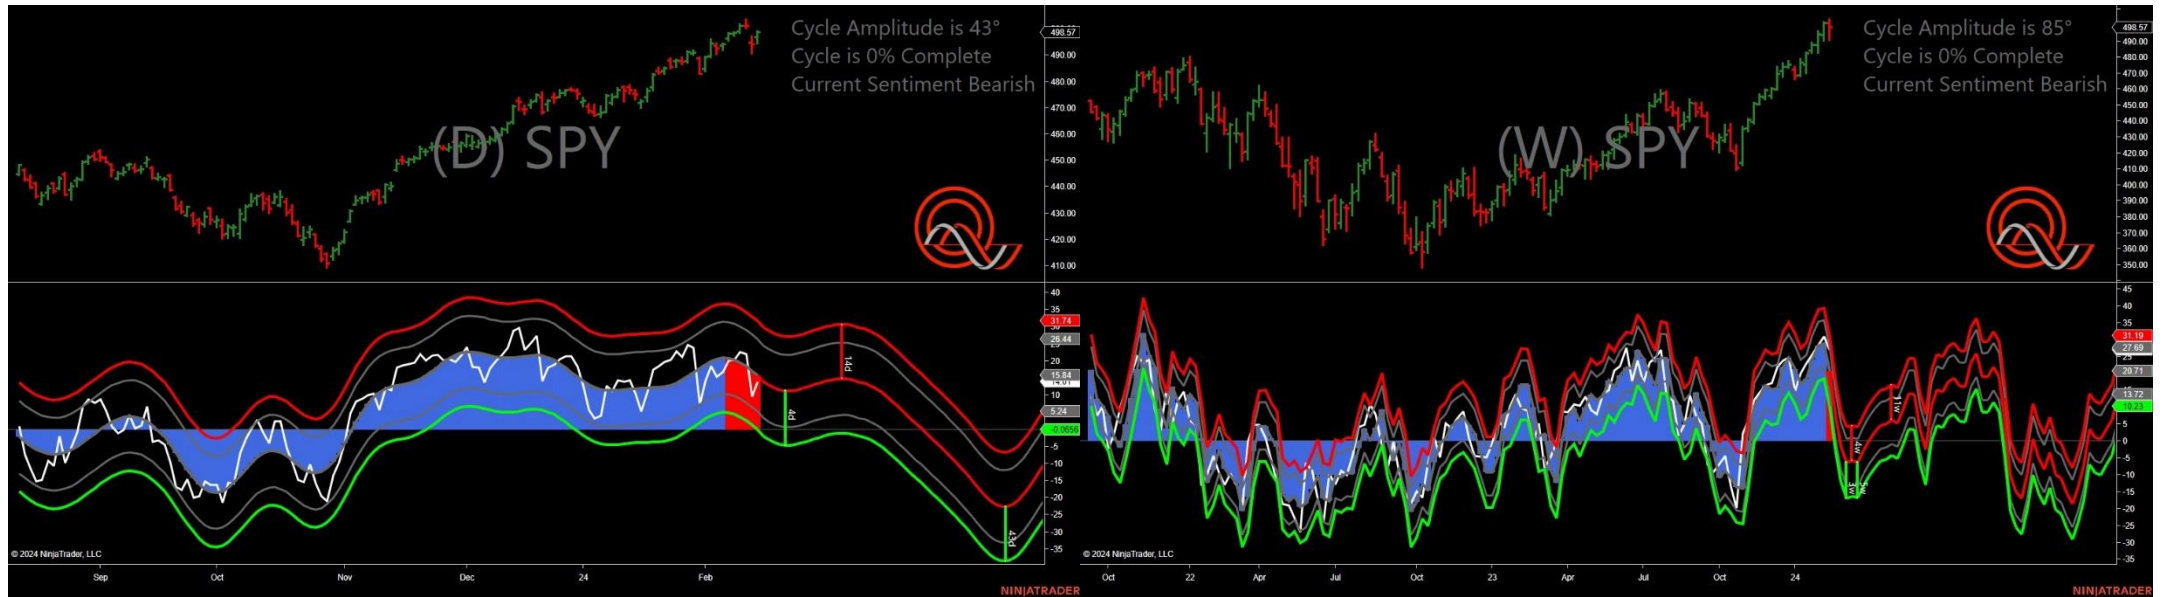 Cycle Amplitude is 43°
Cycle is 0% Complete
Current Sentiment Bearish
(D) SPY
498.57
490.00
480.00
470.00
460.00
450.00
440.00
430.00
420.00
410.00
40
35
31.74
26.44
20
15.84
10
5.24
-0.0656
-5
-10
-15
-20
-25
-30
-35
14d
4d
43d
© 2024 NinjaTrader, LLC
Sep
Oct
Nov
Dec
24
Feb
NINJATRADER
Cycle Amplitude is 85°
Cycle is 0% Complete
Current Sentiment Bearish
(W) SPY
498.57
490.00
480.00
470.00
460.00
450.00
440.00
430.00
420.00
410.00
400.00
390.00
380.00
370.00
360.00
350.00
45
40
35
31.19
27.69
25
20.71
13.72
10.23
5
0
-5
-10
-15
-20
-25
-30
-35
11w
4w
3w
5w
© 2024 NinjaTrader, LLC
Oct
22
Apr
Jul
Oct
23
Apr
Jul
Oct
24
NINJATRADER